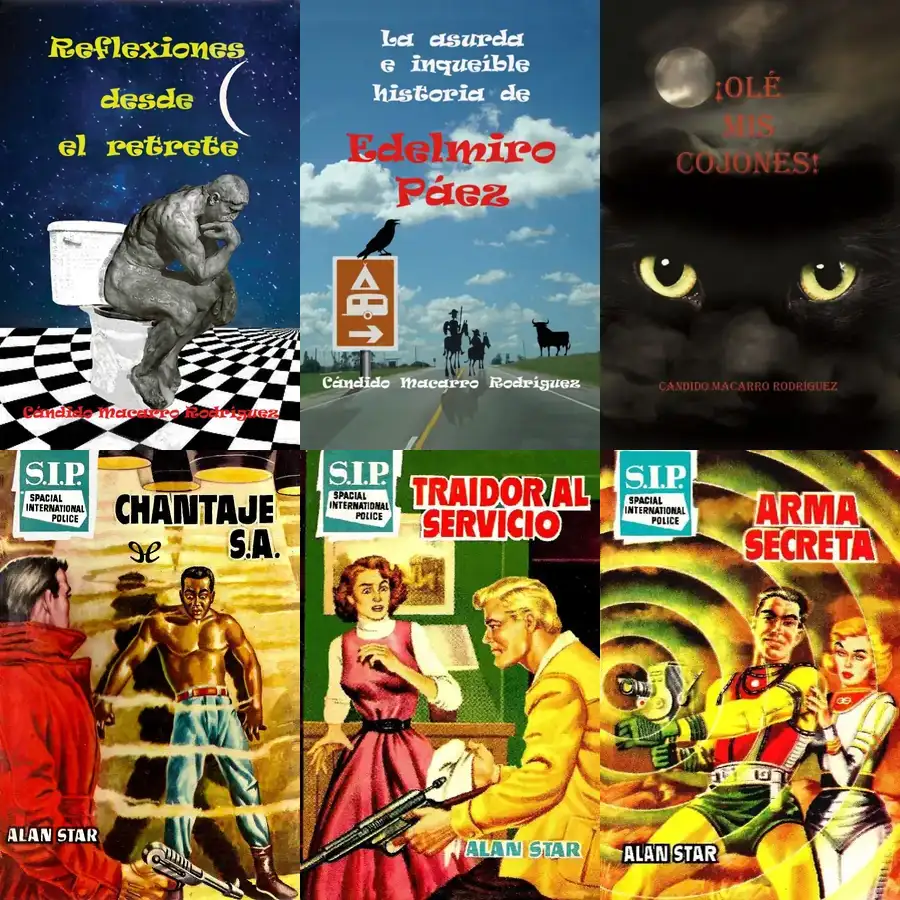 Reflexiones
desde
el retrete
Cándido Macarro Rodríguez
La asurda
e inqueible
historia de
Edelmiro
Páez
Cándido Macarro Rodríguez
¡OLÉ
MIS
COJONES!
CANDIDO MACARRO RODRÍGUEZ
S.I.P.
SPACIAL
INTERNATIONAL
POLICE
CHANTAJE
S.A.
ALAN STAR
S.I.P.
SPACIAL
INTERNATIONAL
POLICE
TRAIDOR AL
SERVICIO
ALAN STAR
S.I.P.
SPACIAL
INTERNATIONAL
POLICE
ARMA
SECRETA
ALAN STAR